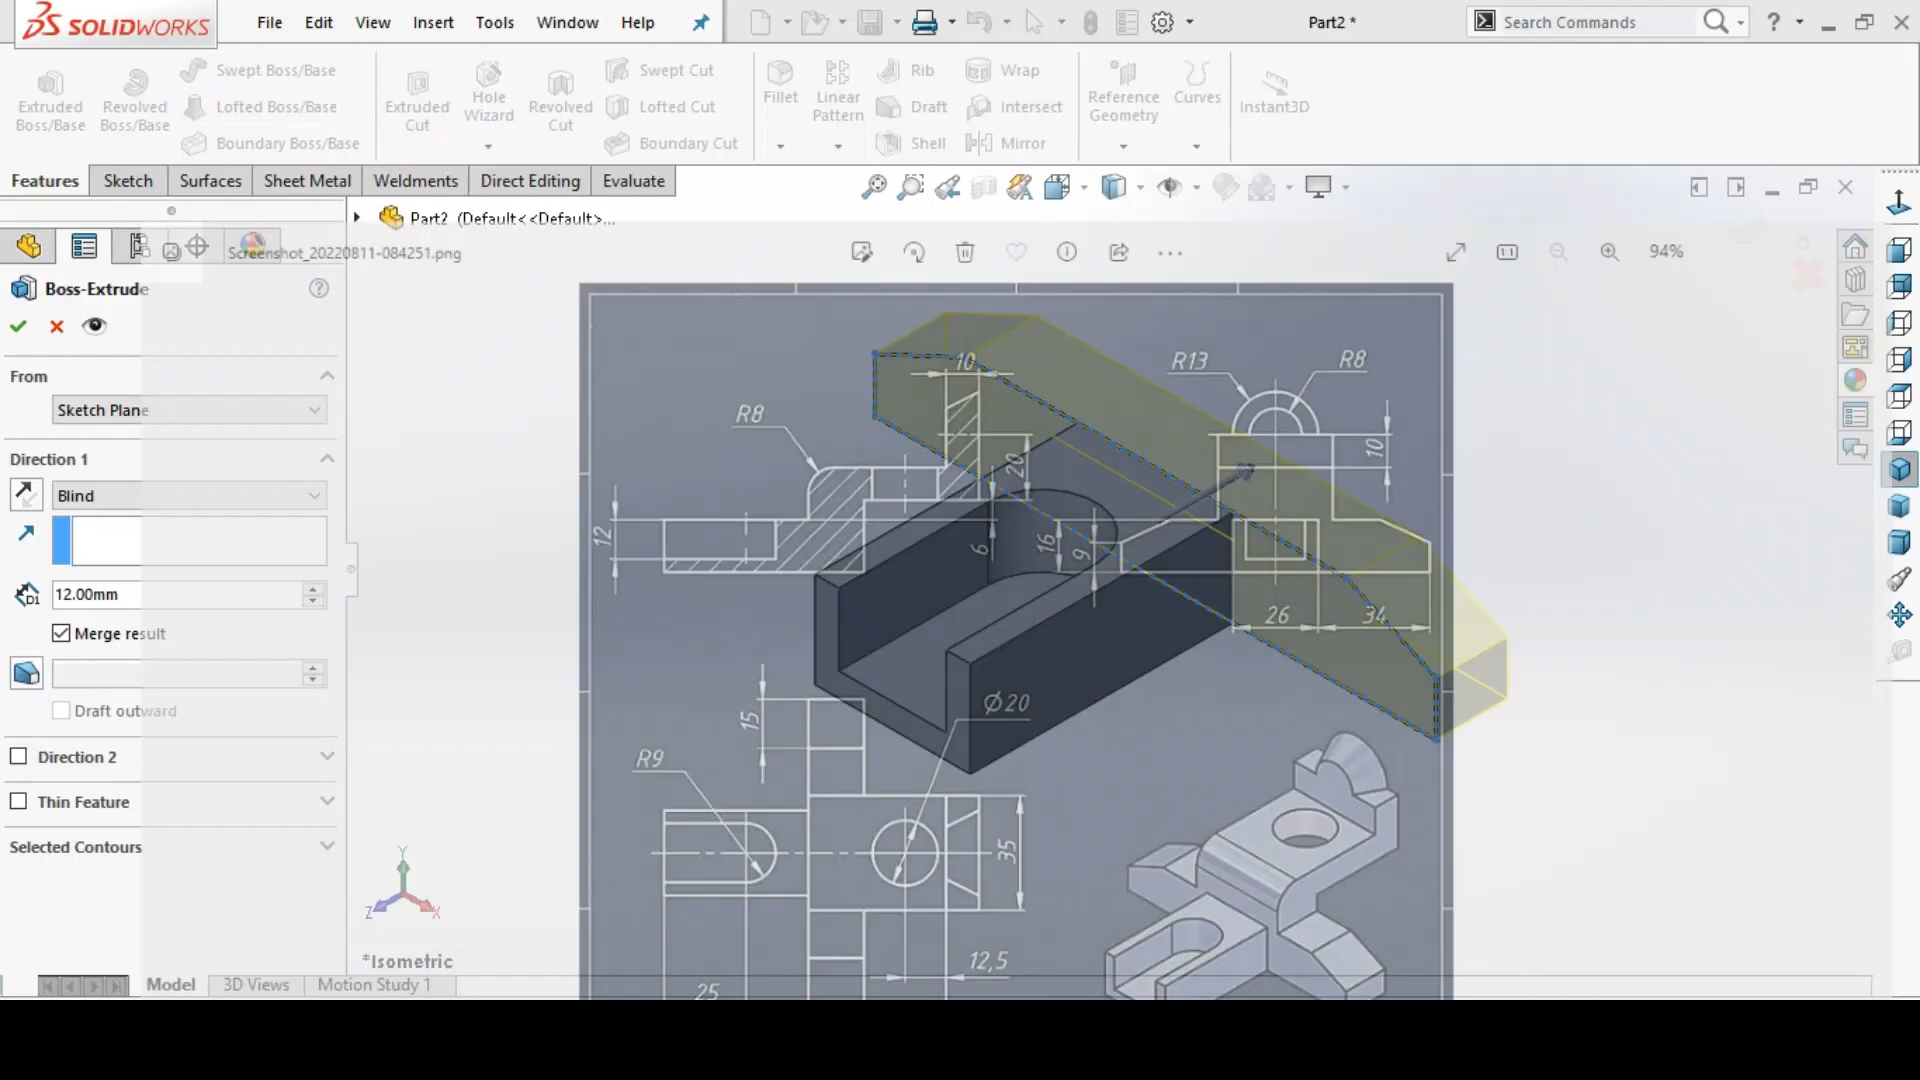 SOLIDWORKS File Edit View Insert Tools Window Help Part2 * Search Commands ?
Extruded Boss/Base
Revolved Boss/Base
Swept Boss/Base
Lofted Boss/Base
Boundary Boss/Base
Extruded Cut
Hole Wizard
Revolved Cut
Swept Cut
Lofted Cut
Boundary Cut
Fillet
Linear Pattern
Rib
Draft
Shell
Wrap
Intersect
Mirror
Reference Geometry
Curves
Instant3D
Features Sketch Surfaces Sheet Metal Weldments Direct Editing Evaluate
Part2 (Default<<Default>...
Screenshot_20220811-084251.png
94%
Boss-Extrude
From
Sketch Plane
Direction 1
Blind
D1 12.00mm
Merge result
Draft outward
Direction 2
Thin Feature
Selected Contours
10
R13
R8
R8
10
20
12
6
16
9
26
34
15
Ø20
R9
35
12,5
25
Y
Z
X
*Isometric
Model 3D Views Motion Study 1